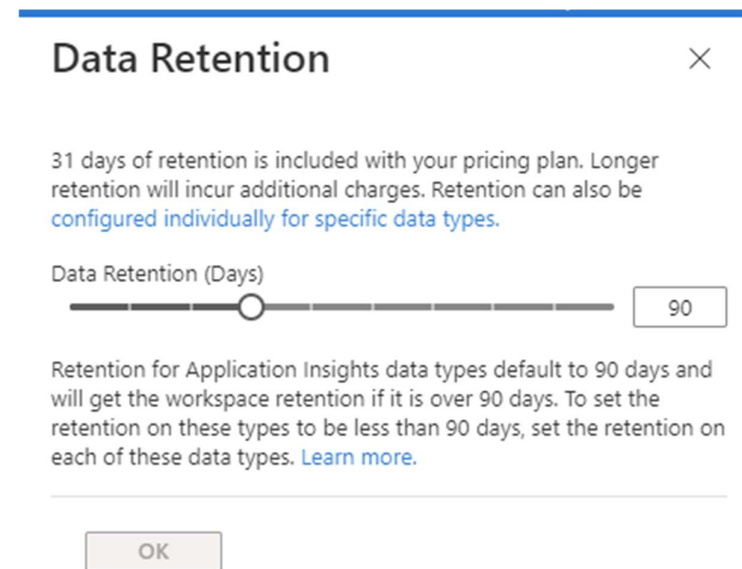 Data Retention
31 days of retention is included with your pricing plan. Longer
retention will incur additional charges. Retention can also be
configured individually for specific data types.
Data Retention (Days)
90
Retention for Application Insights data types default to 90 days and
will get the workspace retention if it is over 90 days. To set the
retention on these types to be less than 90 days, set the retention on
each of these data types. Learn more.
OK